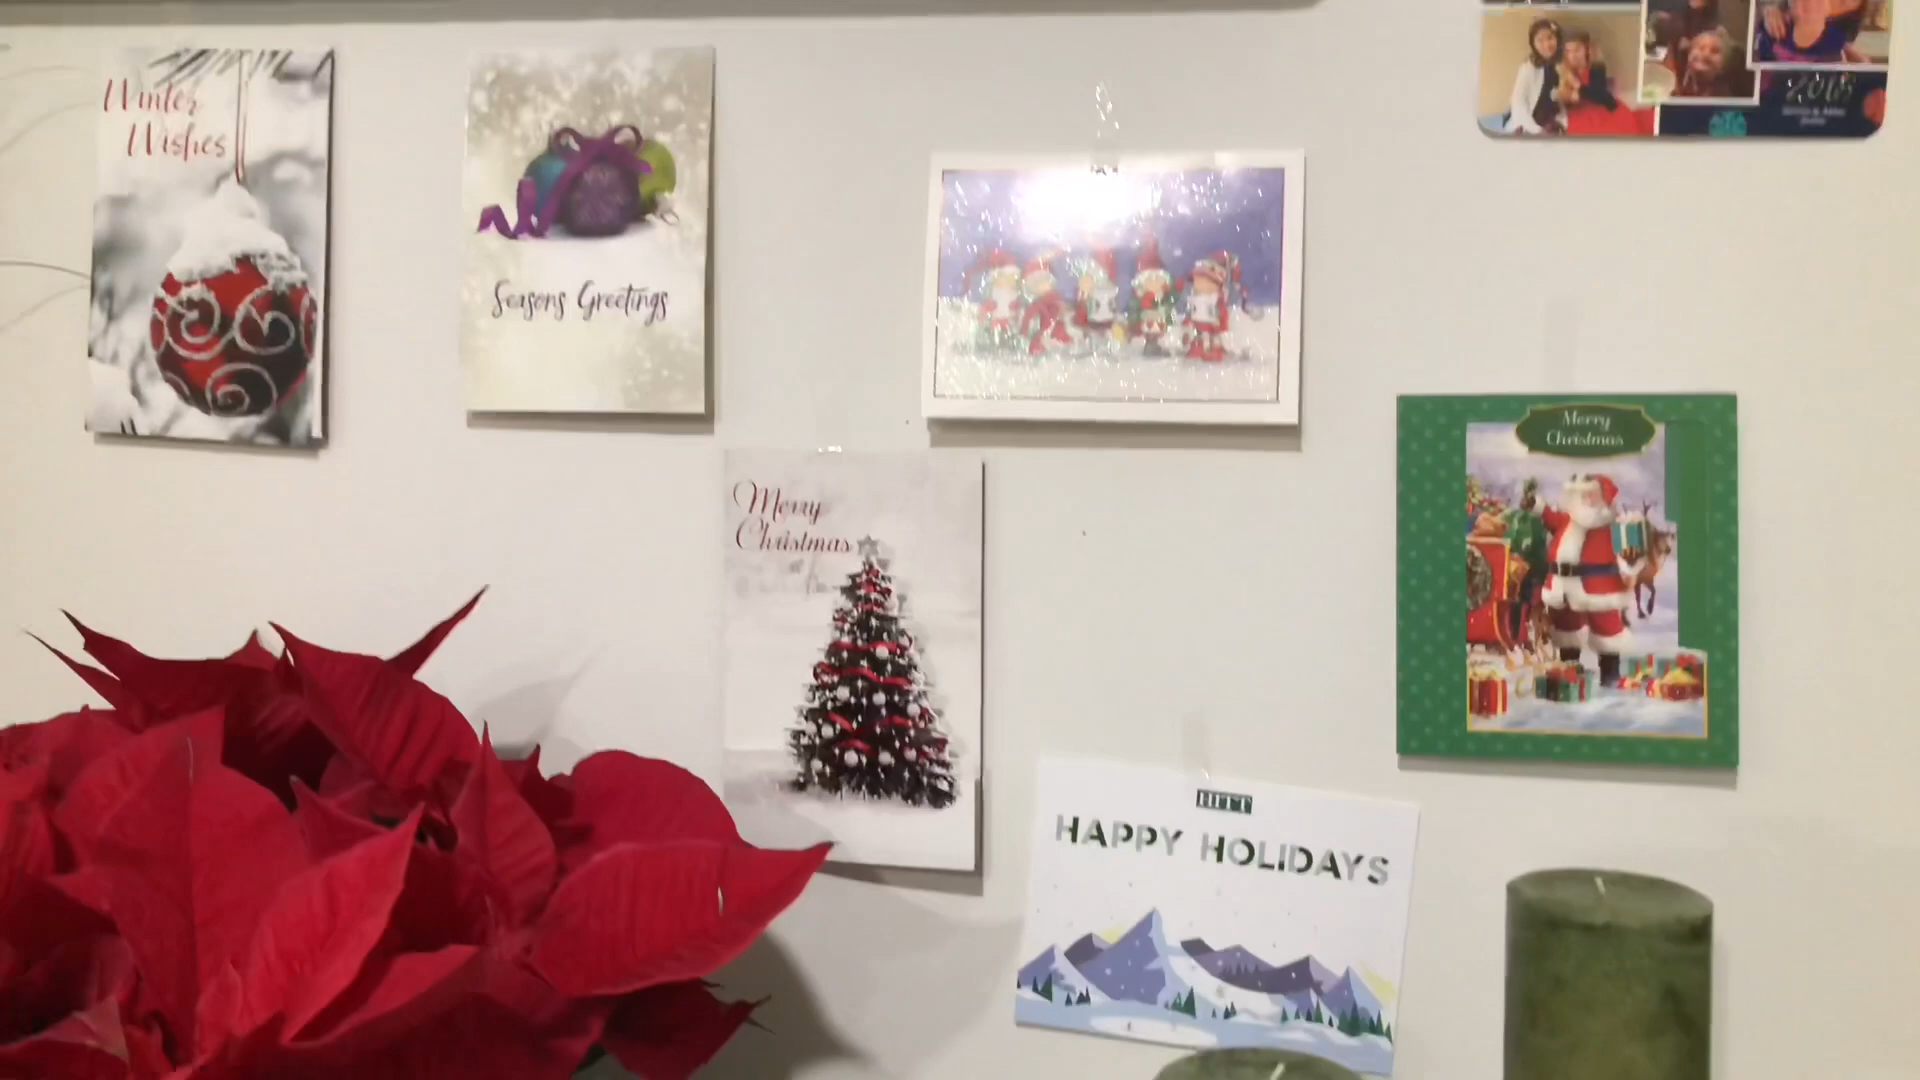 Winter
Wishes
Seasons Greetings
2018
Merry
Christmas
Merry
Christmas
HITT
HAPPY HOLIDAYS